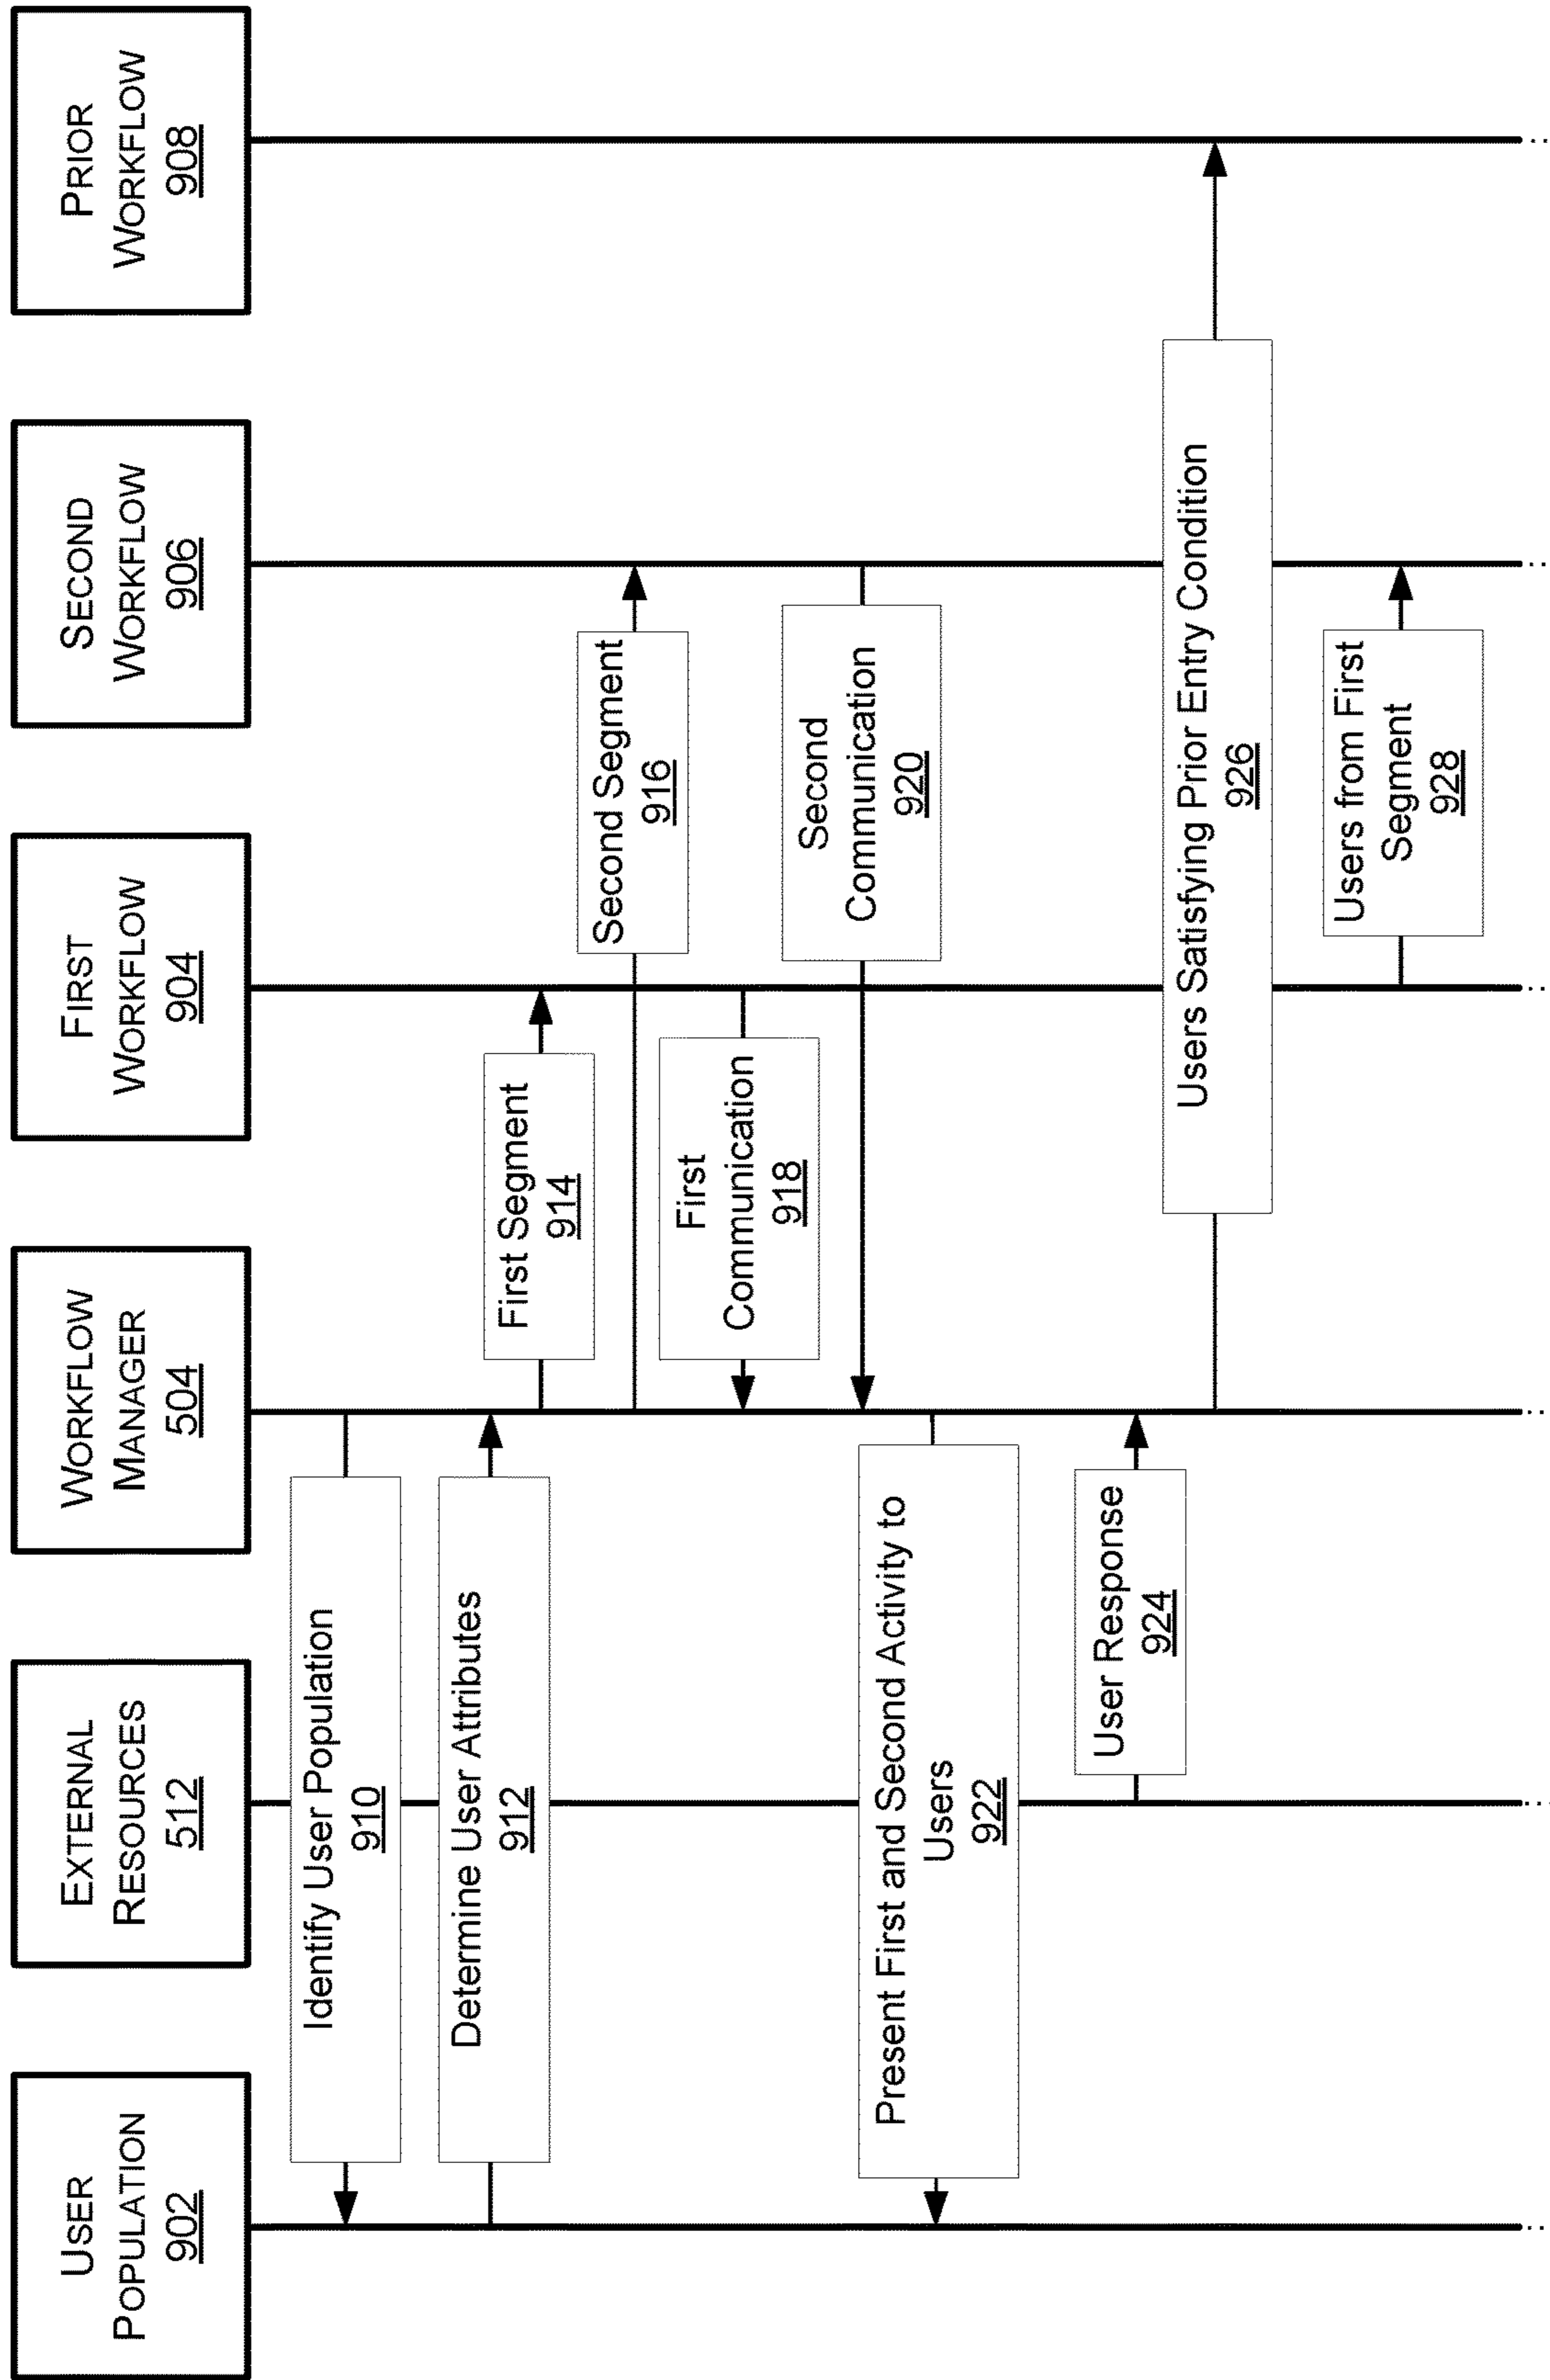 USER
POPULATION
902
EXTERNAL
RESOURCES
512
WORKFLOW
MANAGER
504
FIRST
WORKFLOW
904
SECOND
WORKFLOW
906
PRIOR
WORKFLOW
908
Identify User Population
910
Determine User Attributes
912
First Segment
914
Second Segment
916
First
Communication
918
Second
Communication
920
Present First and Second Activity to
Users
922
User Response
924
Users Satisfying Prior Entry Condition
926
Users from First
Segment
928